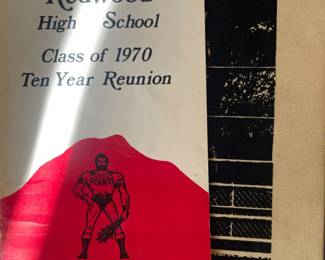 Redwood
High School
Class of 1970
Ten Year Reunion
GIANTS